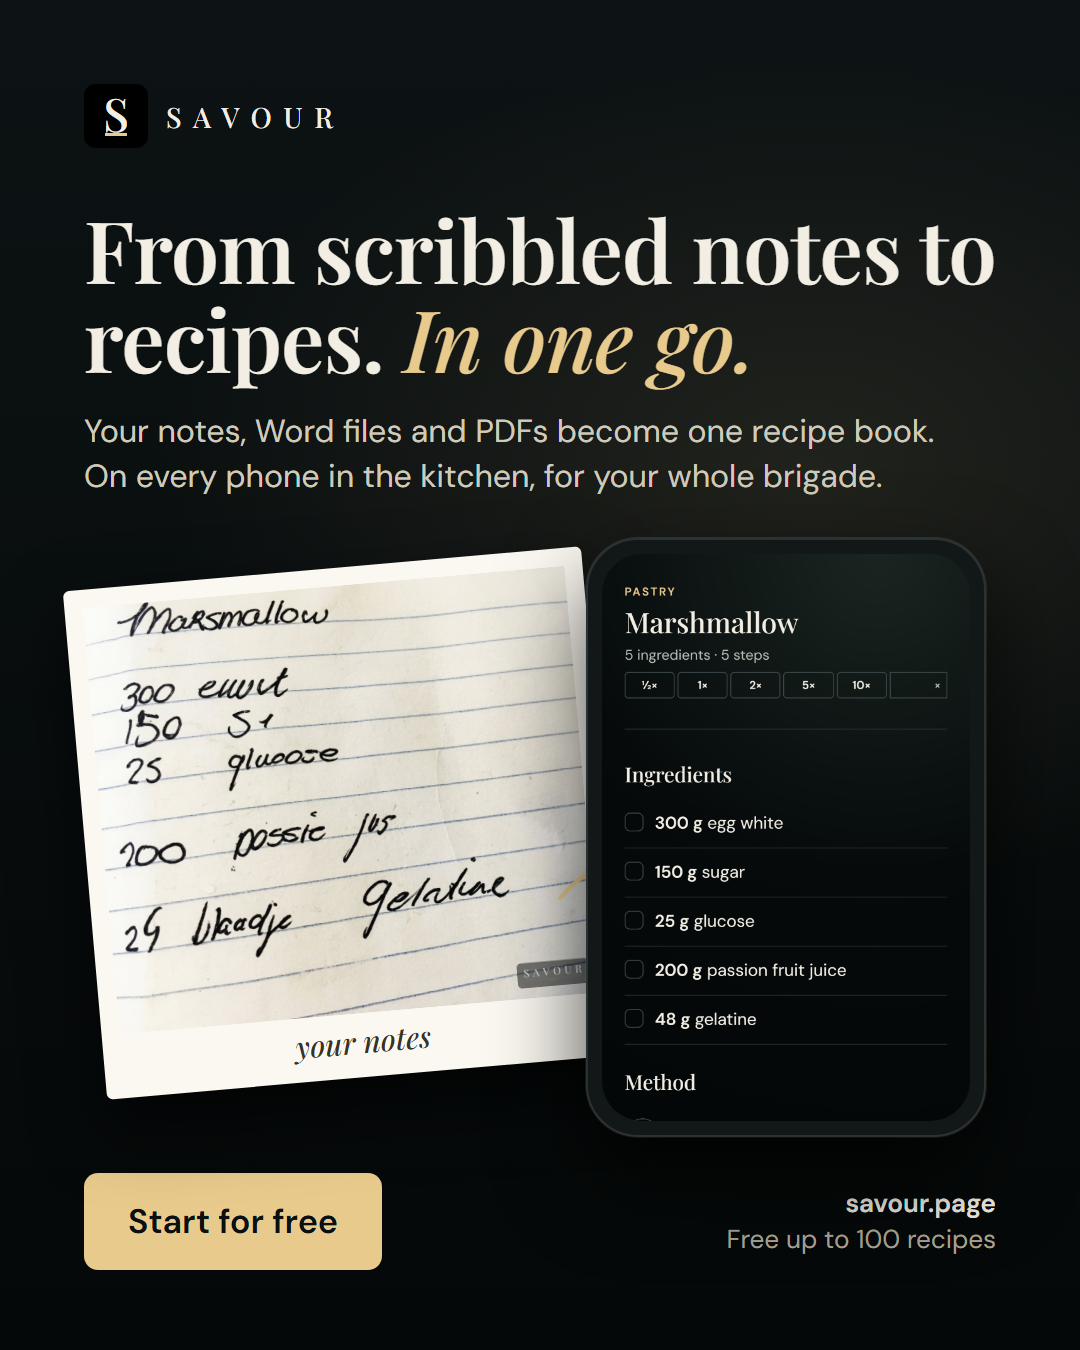 S SAVOUR
From scribbled notes to
recipes. In one go.
Your notes, Word files and PDFs become one recipe book.
On every phone in the kitchen, for your whole brigade.
Marsmallow
300 eiwit
150 S+
25 glucose
200 passie jus
24 blaadje gelatine
SAVOUR
your notes
PASTRY
Marshmallow
5 ingredients · 5 steps
½× 1× 2× 5× 10× ×
Ingredients
300 g egg white
150 g sugar
25 g glucose
200 g passion fruit juice
48 g gelatine
Method
Start for free
savour.page
Free up to 100 recipes